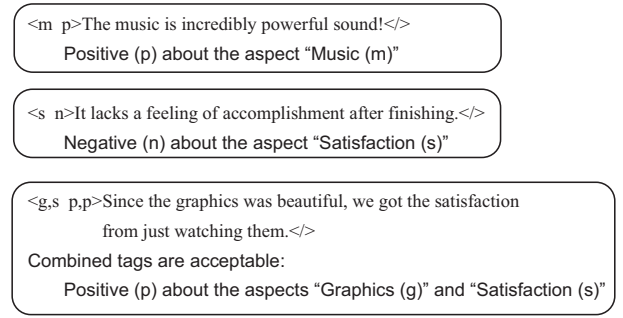 <m p>The music is incredibly powerful sound!</>
Positive (p) about the aspect “Music (m)”
<s n>It lacks a feeling of accomplishment after finishing.</>
Negative (n) about the aspect “Satisfaction (s)”
<g,s p,p>Since the graphics was beautiful, we got the satisfaction
from just watching them.</>
Combined tags are acceptable:
Positive (p) about the aspects “Graphics (g)” and “Satisfaction (s)”